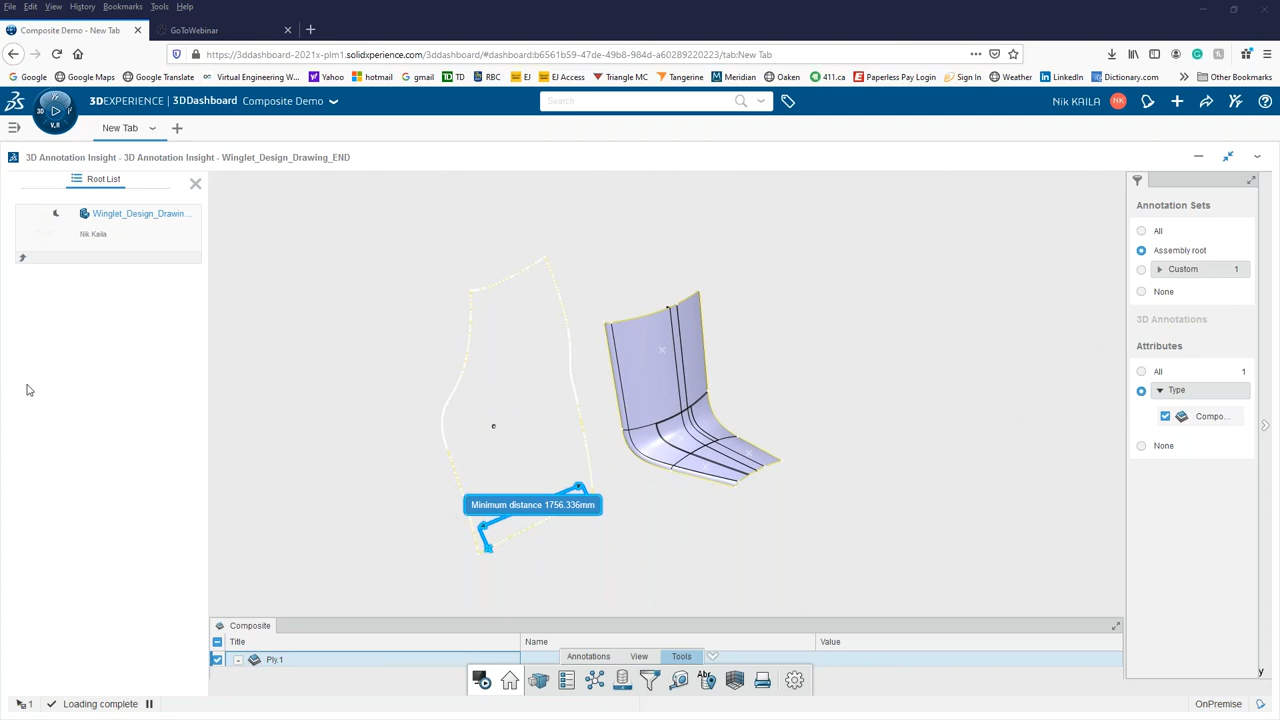 File Edit View History Bookmarks Tools Help
Composite Demo - New Tab
GoToWebinar
https://3ddashboard-2021x-plm1.solidxperience.com/3ddashboard/#dashboard:b6561b59-47de-49b8-984d-a60289220223/tab:New Tab
Google Google Maps Google Translate Virtual Engineering W... Yahoo hotmail gmail TD RBC EJ EJ Access Triangle MC Tangerine Meridian Oaken 411.ca Paperless Pay Login Sign In Weather LinkedIn Dictionary.com Other Bookmarks
3DEXPERIENCE | 3DDashboard Composite Demo
Search
Nik KAILA NK
3D
V.R
New Tab
3D Annotation Insight - 3D Annotation Insight - Winglet_Design_Drawing_END
Root List
Winglet_Design_Drawin...
Nik Kaila
Minimum distance 1756.336mm
Annotation Sets
All
Assembly root
Custom 1
None
3D Annotations
Attributes
All 1
Type
Compo...
None
Composite
Title Name Value
Ply.1
Annotations View Tools
Abc
y
1 Loading complete
OnPremise